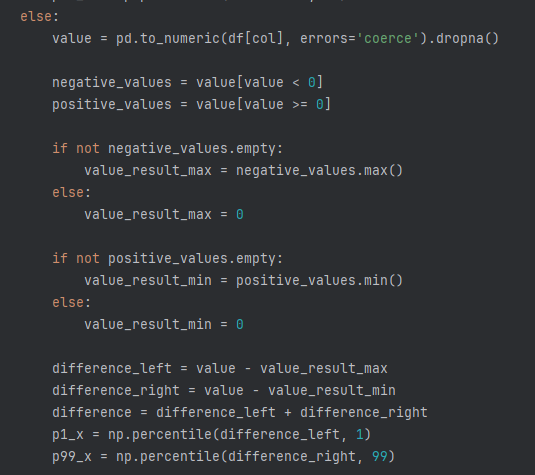 else:
    value = pd.to_numeric(df[col], errors='coerce').dropna()
    negative_values = value[value < 0]
    positive_values = value[value >= 0]
    if not negative_values.empty:
        value_result_max = negative_values.max()
    else:
        value_result_max = 0
    if not positive_values.empty:
        value_result_min = positive_values.min()
    else:
        value_result_min = 0
    difference_left = value - value_result_max
    difference_right = value - value_result_min
    difference = difference_left + difference_right
    p1_x = np.percentile(difference_left, 1)
    p99_x = np.percentile(difference_right, 99)